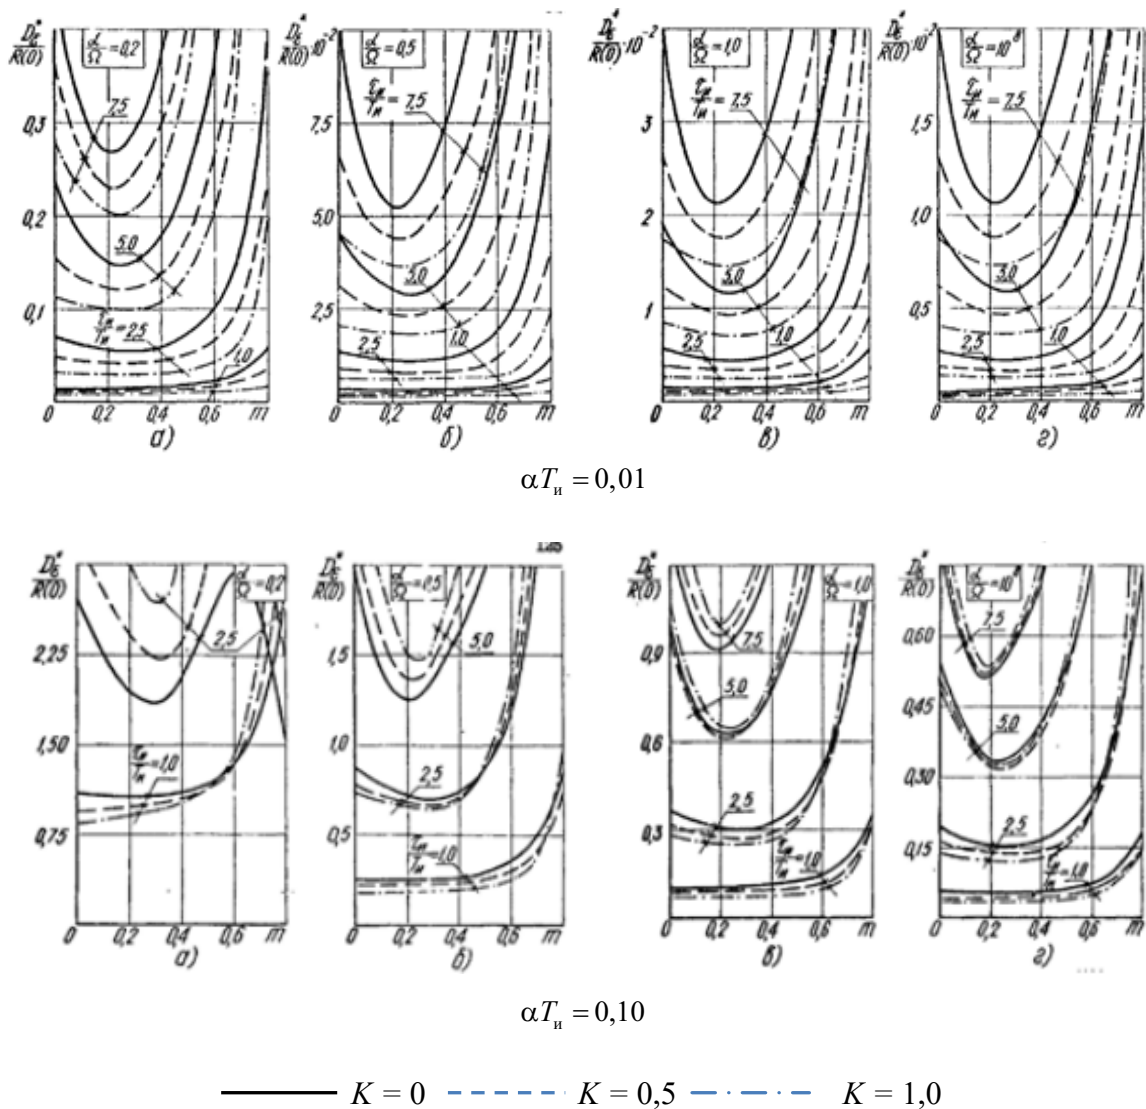 D_ε*/R(0)
α/Ω = 0,2
7,5
0,3
0,2
5,0
0,1
τ_и/T_и = 2,5
1,0
0 0,2 0,4 0,6 m
а)
D_ε*/R(0)·10⁻²
α/Ω = 0,5
τ_и/T_и = 7,5
7,5
5,0
5,0
2,5
2,5
1,0
0 0,2 0,4 0,6 m
б)
D_ε*/R(0)·10⁻²
α/Ω = 1,0
τ_и/T_и = 7,5
3
2
5,0
1
2,5
1,0
0 0,2 0,4 0,6 m
в)
D_ε*/R(0)·10⁻²
α/Ω = 10⁸
τ_и/T_и = 7,5
1,5
1,0
5,0
0,5
2,5
1,0
0 0,2 0,4 0,6 m
г)
αT_и = 0,01
D_ε*/R(0)
α/Ω = 0,2
2,5
2,25
1,50
τ_и/T_и = 1,0
0,75
0 0,2 0,4 0,6 m
а)
D_ε*/R(0)
α/Ω = 0,5
5,0
1,5
1,0
2,5
0,5
τ_и/T_и = 1,0
0 0,2 0,4 0,6 m
б)
D_ε*/R(0)
α/Ω = 1,0
7,5
0,9
5,0
0,6
2,5
0,3
τ_и/T_и = 1,0
0 0,2 0,4 0,6 m
в)
D_ε*/R(0)
α/Ω = 10⁸
7,5
0,60
0,45
5,0
0,30
2,5
0,15
τ_и/T_и = 1,0
0 0,2 0,4 0,6 m
г)
αT_и = 0,10
K = 0 K = 0,5 K = 1,0